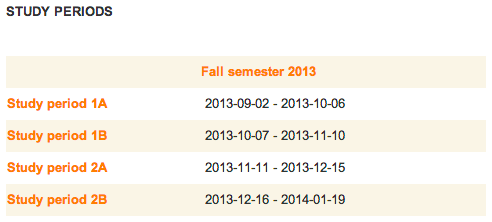 STUDY PERIODS
Fall semester 2013
Study period 1A 2013-09-02 - 2013-10-06
Study period 1B 2013-10-07 - 2013-11-10
Study period 2A 2013-11-11 - 2013-12-15
Study period 2B 2013-12-16 - 2014-01-19